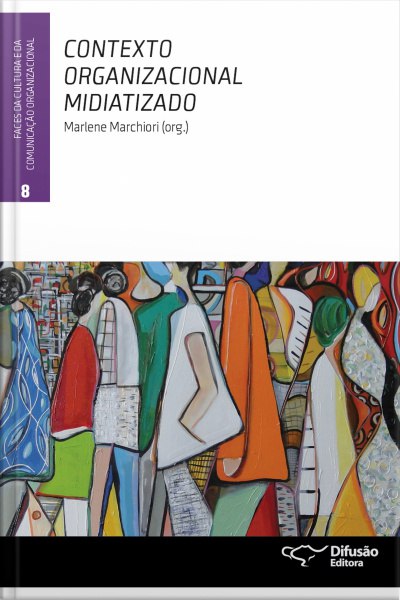 FACES DA CULTURA E DA
COMUNICAÇÃO ORGANIZACIONAL
8
CONTEXTO
ORGANIZACIONAL
MIDIATIZADO
Marlene Marchiori (org.)
Difusão
Editora